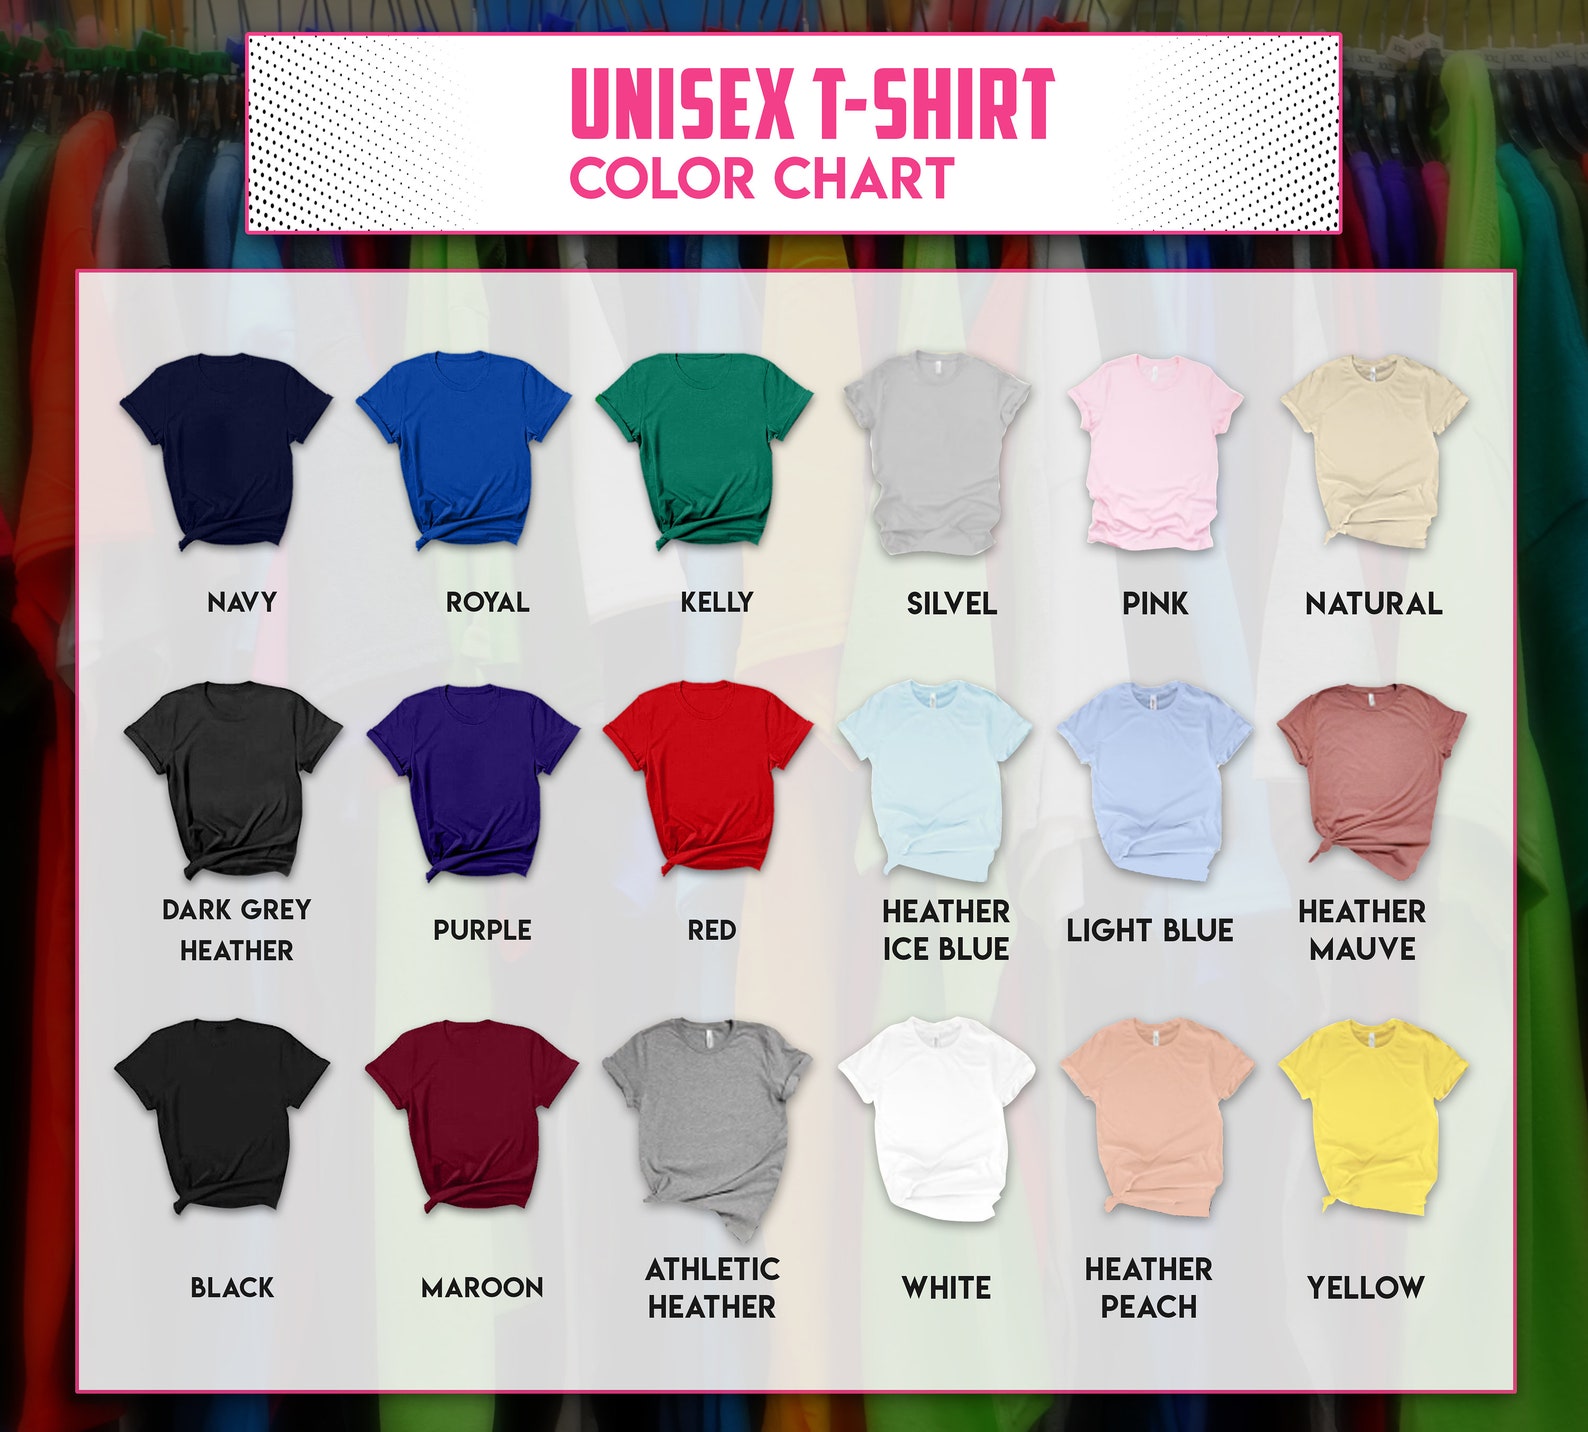 UNISEX T-SHIRT
COLOR CHART
NAVY
ROYAL
KELLY
SILVEL
PINK
NATURAL
DARK GREY
HEATHER
PURPLE
RED
HEATHER
ICE BLUE
LIGHT BLUE
HEATHER
MAUVE
BLACK
MAROON
ATHLETIC
HEATHER
WHITE
HEATHER
PEACH
YELLOW